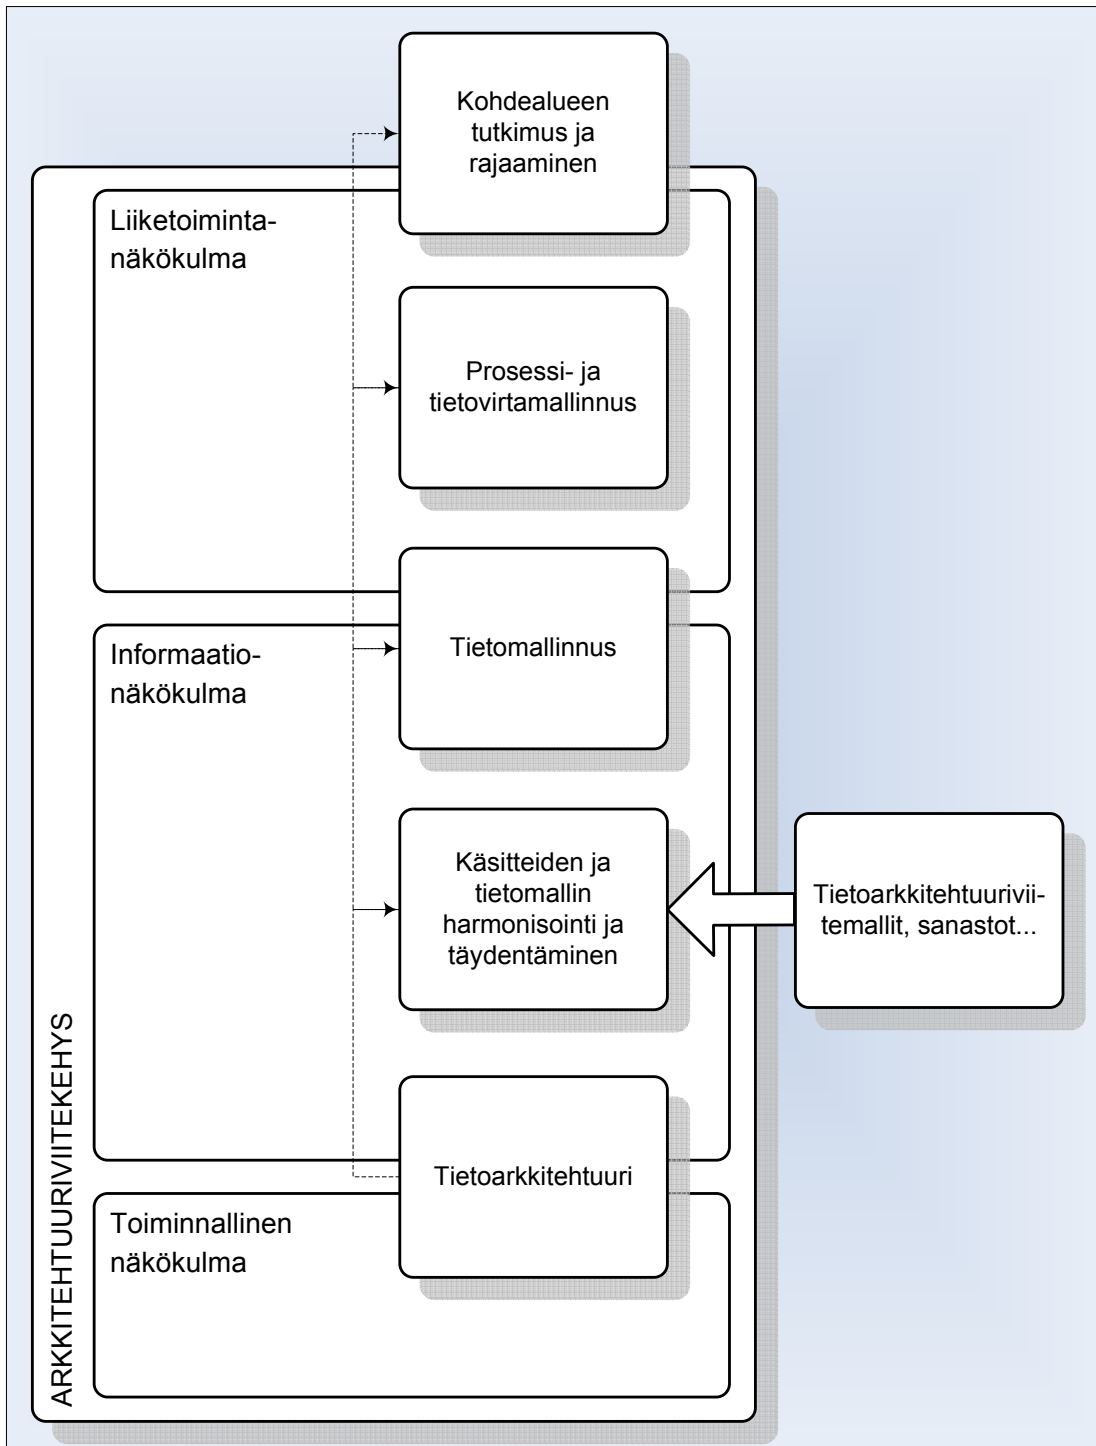 Kohdealueen
tutkimus ja
rajaaminen
Liiketoiminta-
näkökulma
Prosessi- ja
tietovirtamallinnus
Informaatio-
näkökulma
Tietomallinnus
Käsitteiden ja
tietomallin
harmonisointi ja
täydentäminen
Tietoarkkitehtuurivii-
temallit, sanastot...
Tietoarkkitehtuuri
Toiminnallinen
näkökulma
ARKKITEHTUURIVIITEKEHYS